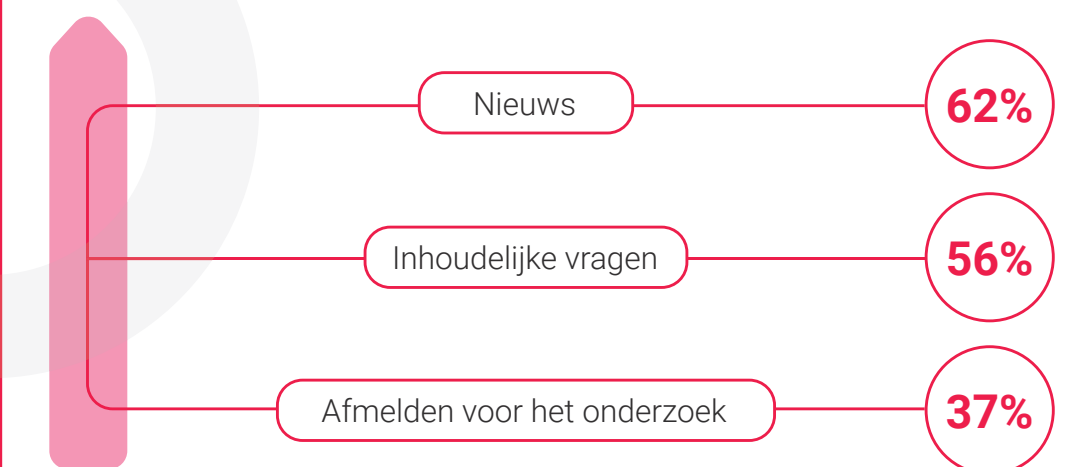 Nieuws
62%
Inhoudelijke vragen
56%
Afmelden voor het onderzoek
37%